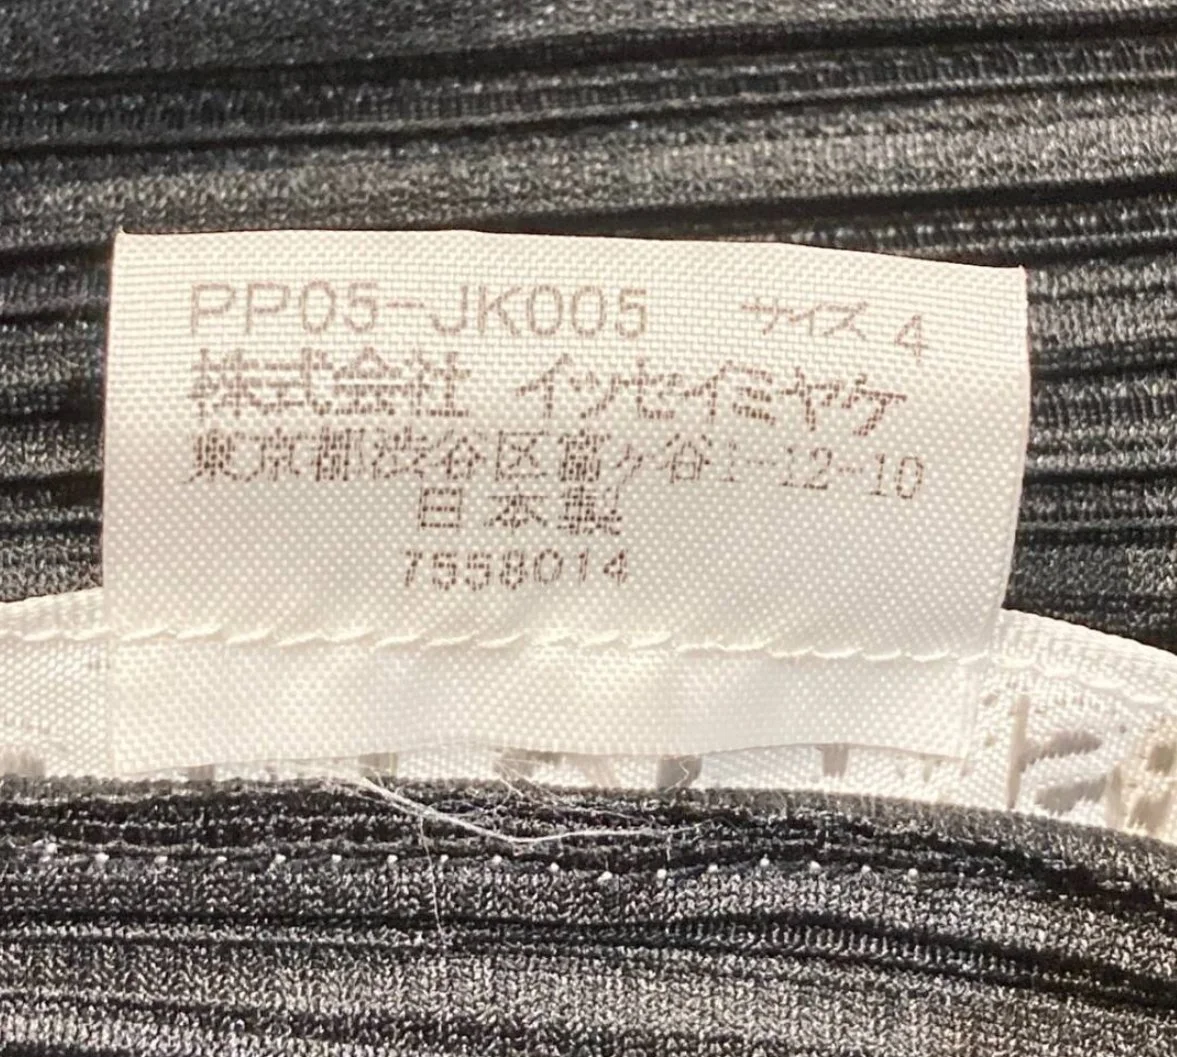 PP05-JK005 サイズ 4
株式会社 イッセイミヤケ
東京都渋谷区富ヶ谷1-12-10
日本製
7558014